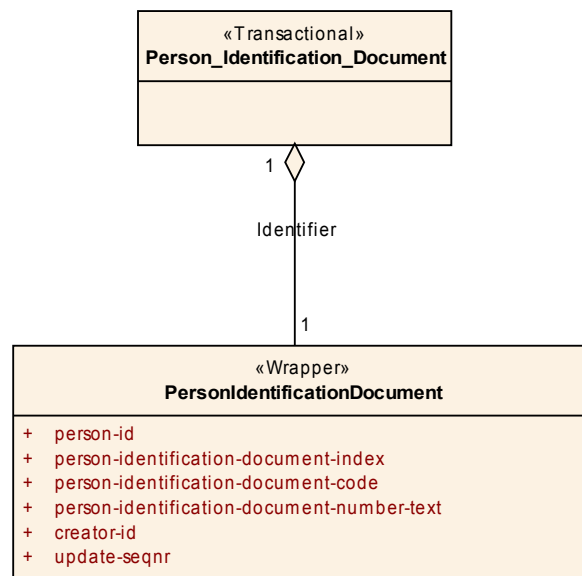 «Transactional»
Person_Identification_Document
1
Identifier
1
«Wrapper»
PersonIdentificationDocument
+ person-id
+ person-identification-document-index
+ person-identification-document-code
+ person-identification-document-number-text
+ creator-id
+ update-seqnr